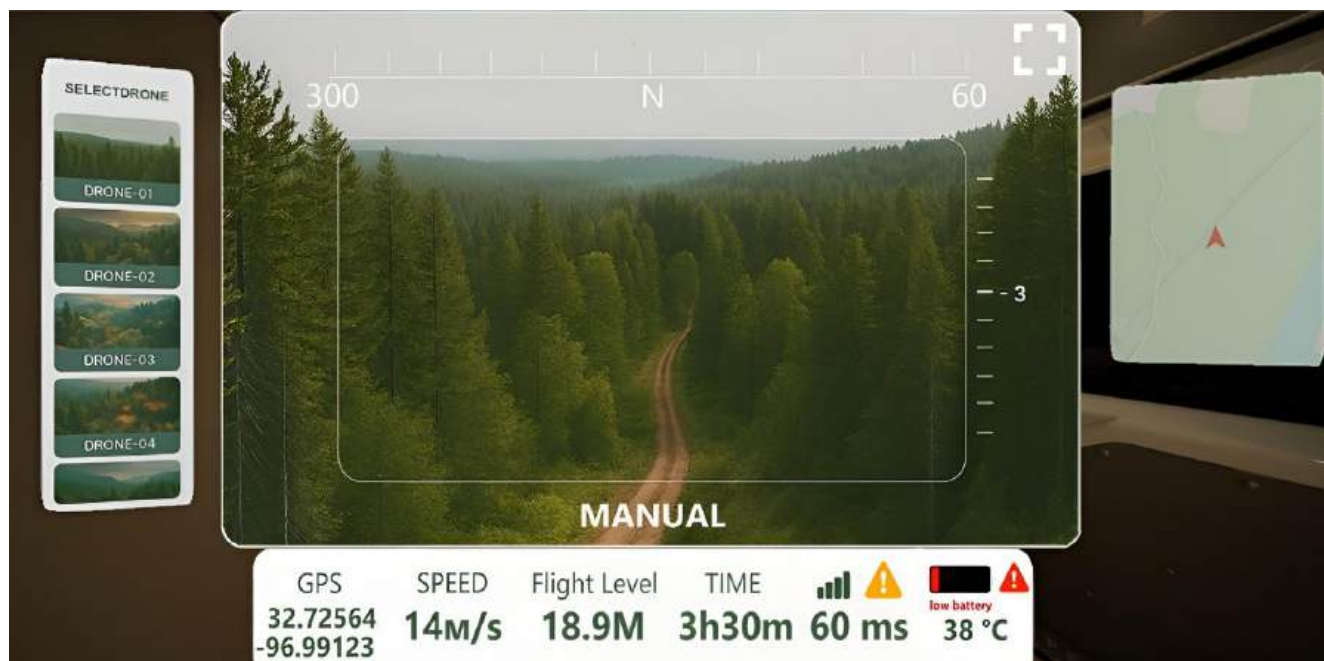 SELECTDRONE
DRONE-01
DRONE-02
DRONE-03
DRONE-04
300 N 60
- 3
MANUAL
GPS
32.72564
-96.99123
SPEED
14M/S
Flight Level
18.9M
TIME
3h30m
60 ms
low battery
38 °C